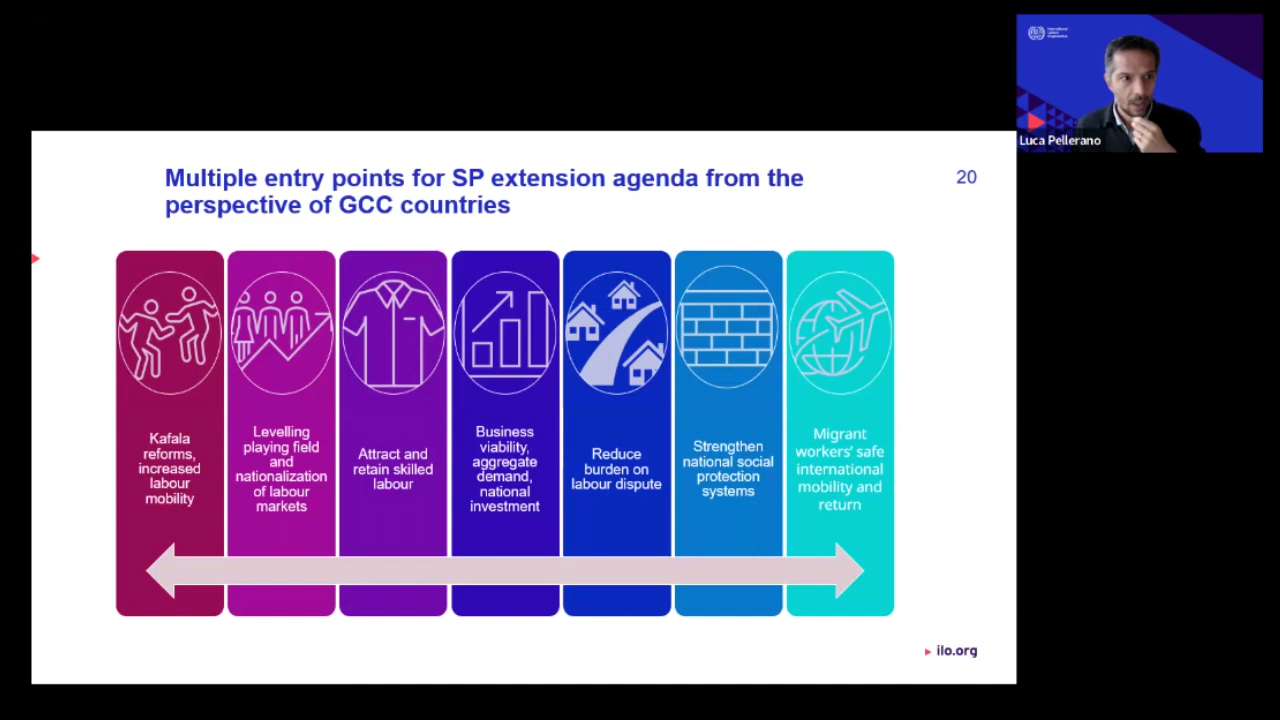 International
Labour
Organization
Luca Pellerano
Multiple entry points for SP extension agenda from the
perspective of GCC countries
20
Kafala
reforms,
increased
labour
mobility
Levelling
playing field
and
nationalization
of labour
markets
Attract and
retain skilled
labour
Business
viability,
aggregate
demand,
national
investment
Reduce
burden on
labour dispute
Strengthen
national social
protection
systems
Migrant
workers' safe
international
mobility and
return
ilo.org